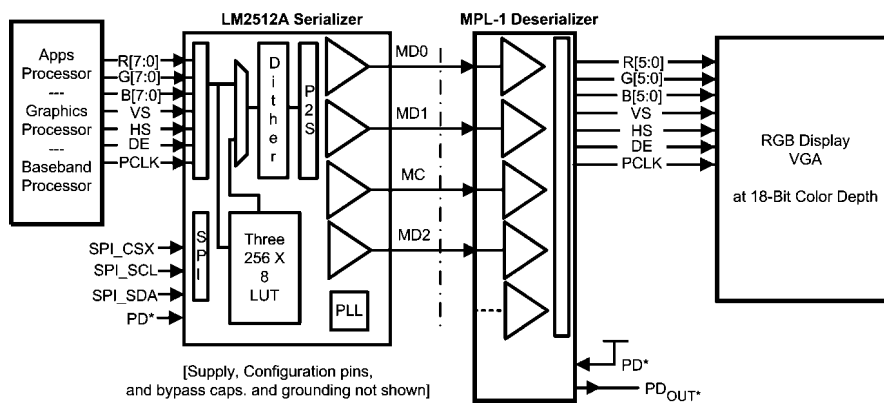 LM2512A Serializer
MPL-1 Deserializer
Apps
Processor
---
Graphics
Processor
---
Baseband
Processor
R[7:0]
G[7:0]
B[7:0]
VS
HS
DE
PCLK
SPI_CSX
SPI_SCL
SPI_SDA
PD*
SPI
Dither
P2S
Three
256 X
8
LUT
PLL
MD0
MD1
MC
MD2
R[5:0]
G[5:0]
B[5:0]
VS
HS
DE
PCLK
RGB Display
VGA
at 18-Bit Color Depth
PD*
PDOUT*
[Supply, Configuration pins,
and bypass caps. and grounding not shown]